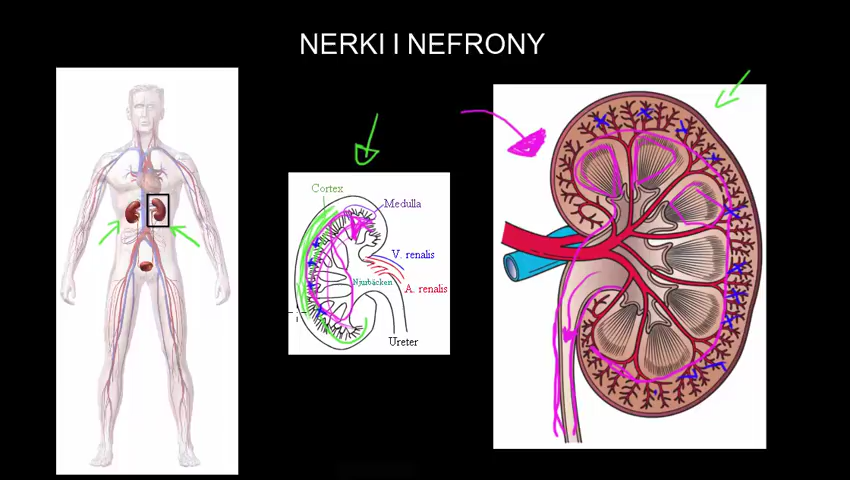 NERKI I NEFRONY
Cortex
Medulla
V. renalis
Njurbäcken
A. renalis
Ureter